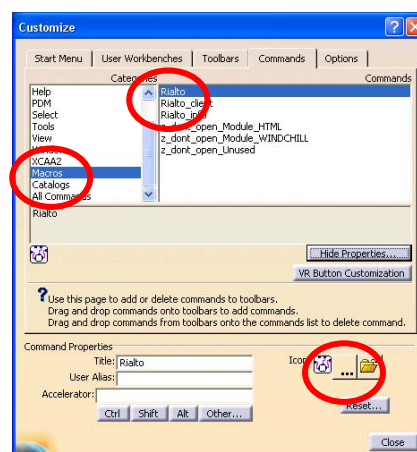 Customize
Start Menu User Workbenches Toolbars Commands Options
Categories Commands
Help
PDM
Select
Tools
View
XCAA2
Macros
Catalogs
All Commands
Rialto
Rialto_client
Rialto_info
z_dont_open_Module_HTML
z_dont_open_Module_WINDCHILL
z_dont_open_Unused
Rialto
Hide Properties...
VR Button Customization
Use this page to add or delete commands to toolbars.
Drag and drop commands onto toolbars to add commands.
Drag and drop commands from toolbars onto the commands list to delete command.
Command Properties
Title: Rialto
Icon:
...
User Alias:
Accelerator:
Reset...
Ctrl Shift Alt Other...
Close